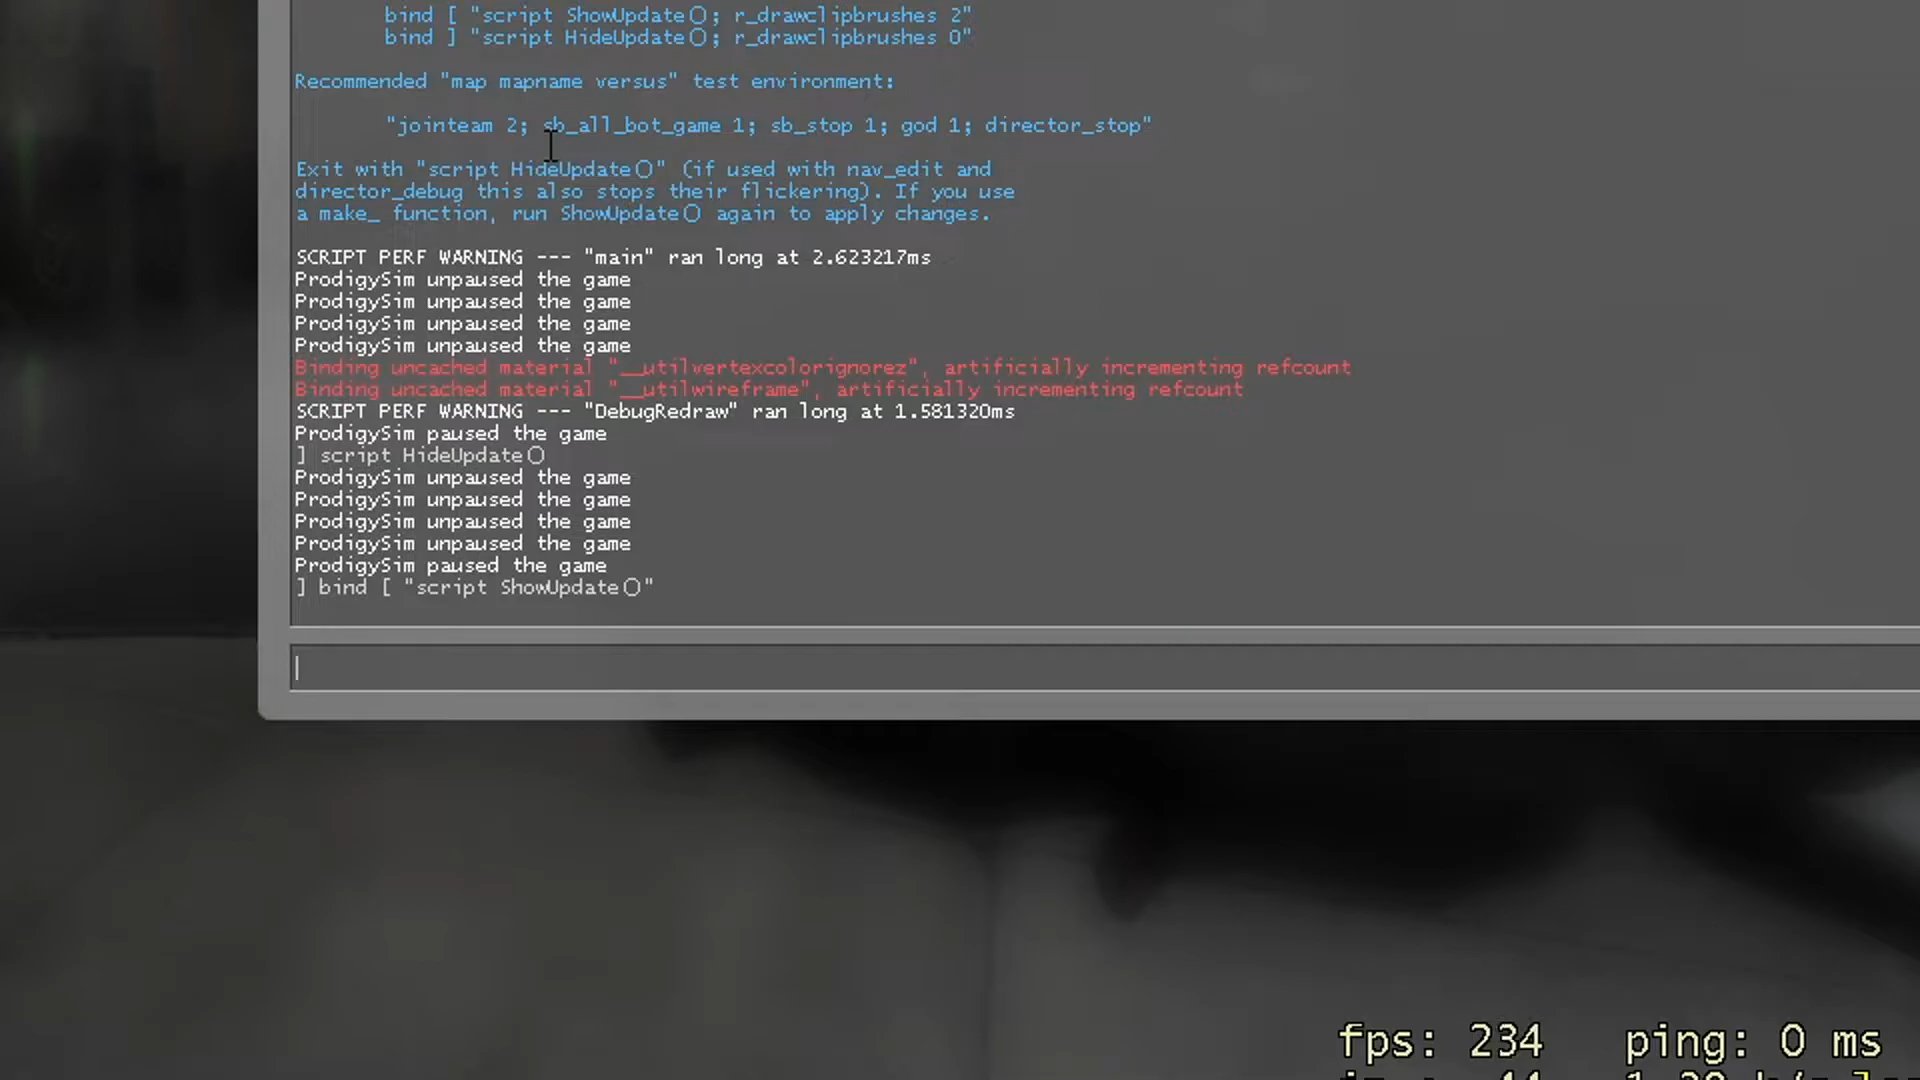 bind [ "script ShowUpdate(); r_drawclipbrushes 2"
bind ] "script HideUpdate(); r_drawclipbrushes 0"
Recommended "map mapname versus" test environment:
"jointeam 2; sb_all_bot_game 1; sb_stop 1; god 1; director_stop"
Exit with "script HideUpdate()" (if used with nav_edit and
director_debug this also stops their flickering). If you use
a make_ function, run ShowUpdate() again to apply changes.
SCRIPT PERF WARNING --- "main" ran long at 2.623217ms
ProdigySim unpaused the game
ProdigySim unpaused the game
ProdigySim unpaused the game
ProdigySim unpaused the game
Binding uncached material "__utilvertexcolorignorez", artificially incrementing refcount
Binding uncached material "__utilwireframe", artificially incrementing refcount
SCRIPT PERF WARNING --- "DebugRedraw" ran long at 1.581320ms
ProdigySim paused the game
] script HideUpdate()
ProdigySim unpaused the game
ProdigySim unpaused the game
ProdigySim unpaused the game
ProdigySim unpaused the game
ProdigySim paused the game
] bind [ "script ShowUpdate()"
fps: 234 ping: 0 ms